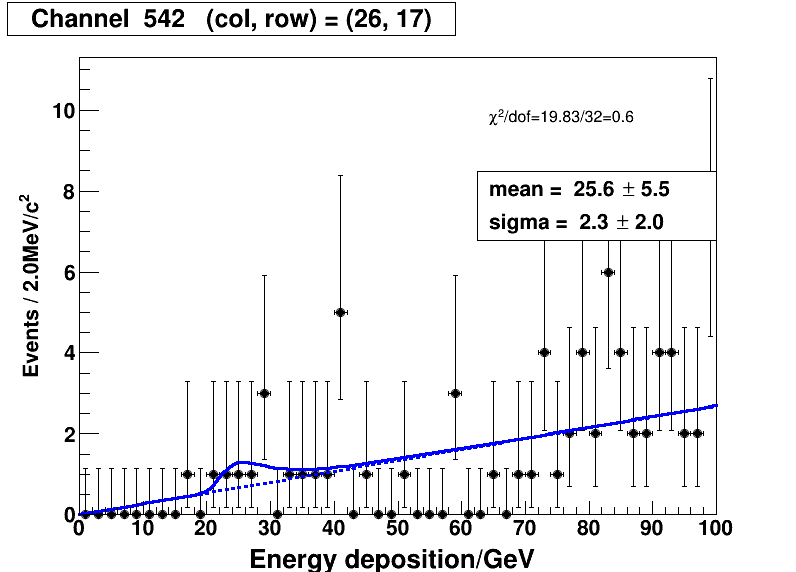 Channel 542 (col, row) = (26, 17)
χ²/dof=19.83/32=0.6
mean = 25.6 ± 5.5
sigma = 2.3 ± 2.0
Events / 2.0MeV/c²
10
8
6
4
2
0
0 10 20 30 40 50 60 70 80 90 100
Energy deposition/GeV